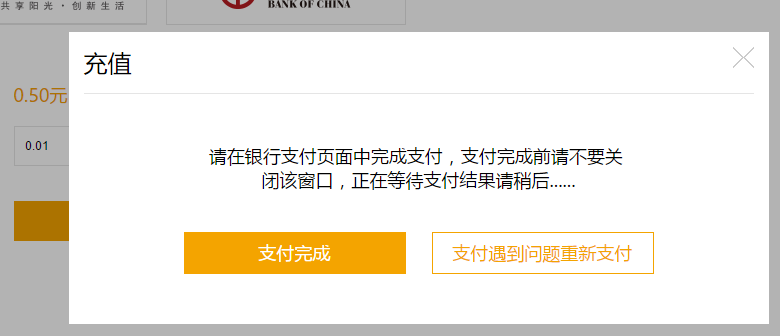 共享阳光·创新生活
BANK OF CHINA
充值
0.50元
0.01
请在银行支付页面中完成支付，支付完成前请不要关
闭该窗口，正在等待支付结果请稍后......
支付完成
支付遇到问题重新支付